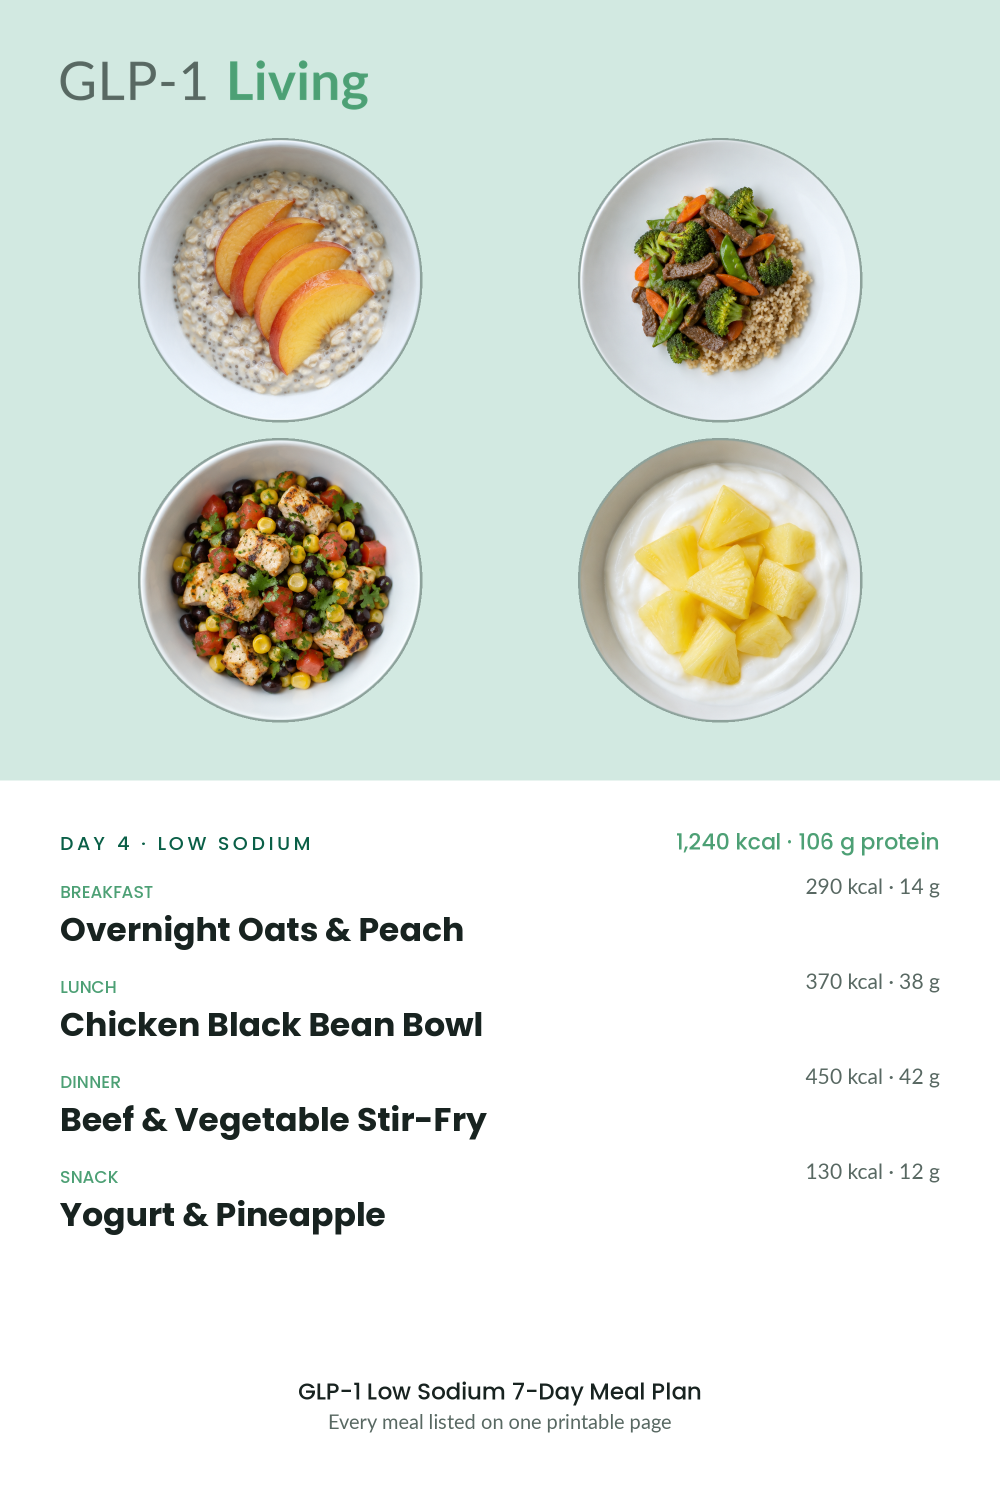 GLP-1 Living
DAY 4 · LOW SODIUM
1,240 kcal · 106 g protein
BREAKFAST
290 kcal · 14 g
Overnight Oats & Peach
LUNCH
370 kcal · 38 g
Chicken Black Bean Bowl
DINNER
450 kcal · 42 g
Beef & Vegetable Stir-Fry
SNACK
130 kcal · 12 g
Yogurt & Pineapple
GLP-1 Low Sodium 7-Day Meal Plan
Every meal listed on one printable page